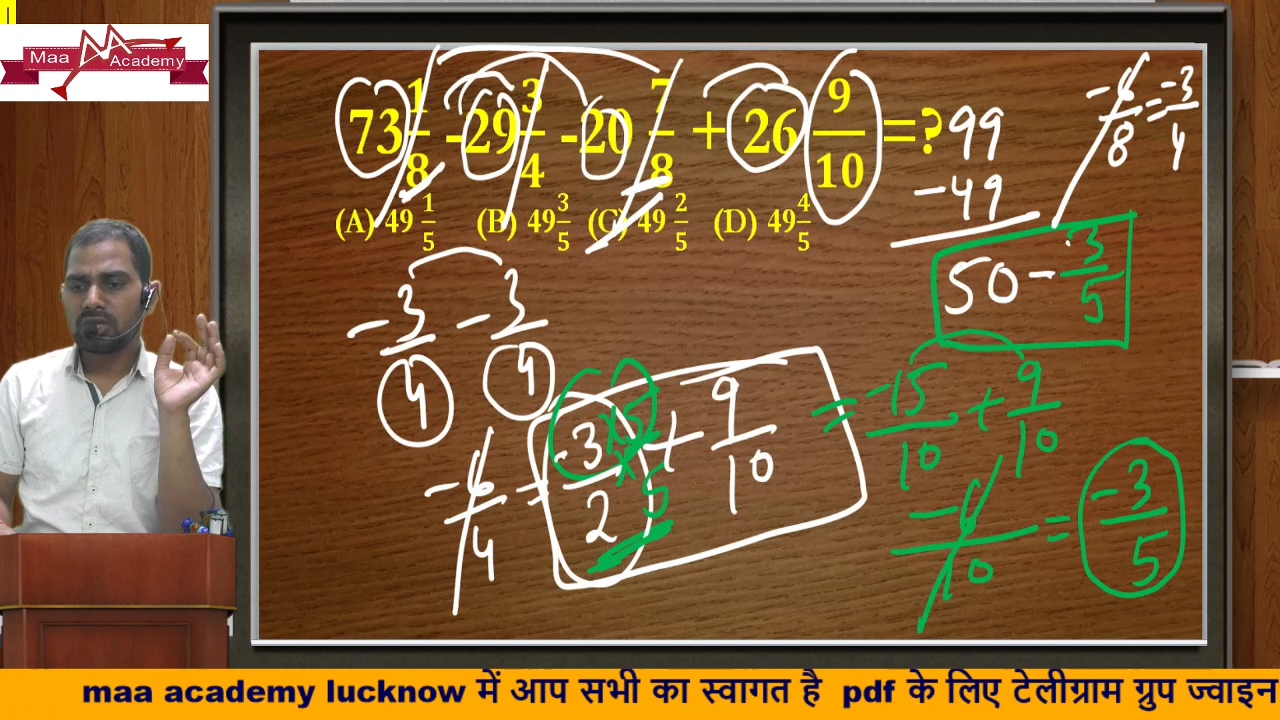 Maa Academy
73 1/8 - 29 3/4 - 20 7/8 + 26 9/10 = ?
(A) 49 1/5 (B) 49 3/5 (C) 49 2/5 (D) 49 4/5
99
-49
50 - 3/5
-6/8 = -3/4
-3/4 -3/4
-6/4 = -3×5/2×5 + 9/10 = -15/10 + 9/10
-6/10 = -3/5
maa academy lucknow में आप सभी का स्वागत है pdf के लिए टेलीग्राम ग्रुप ज्वाइन